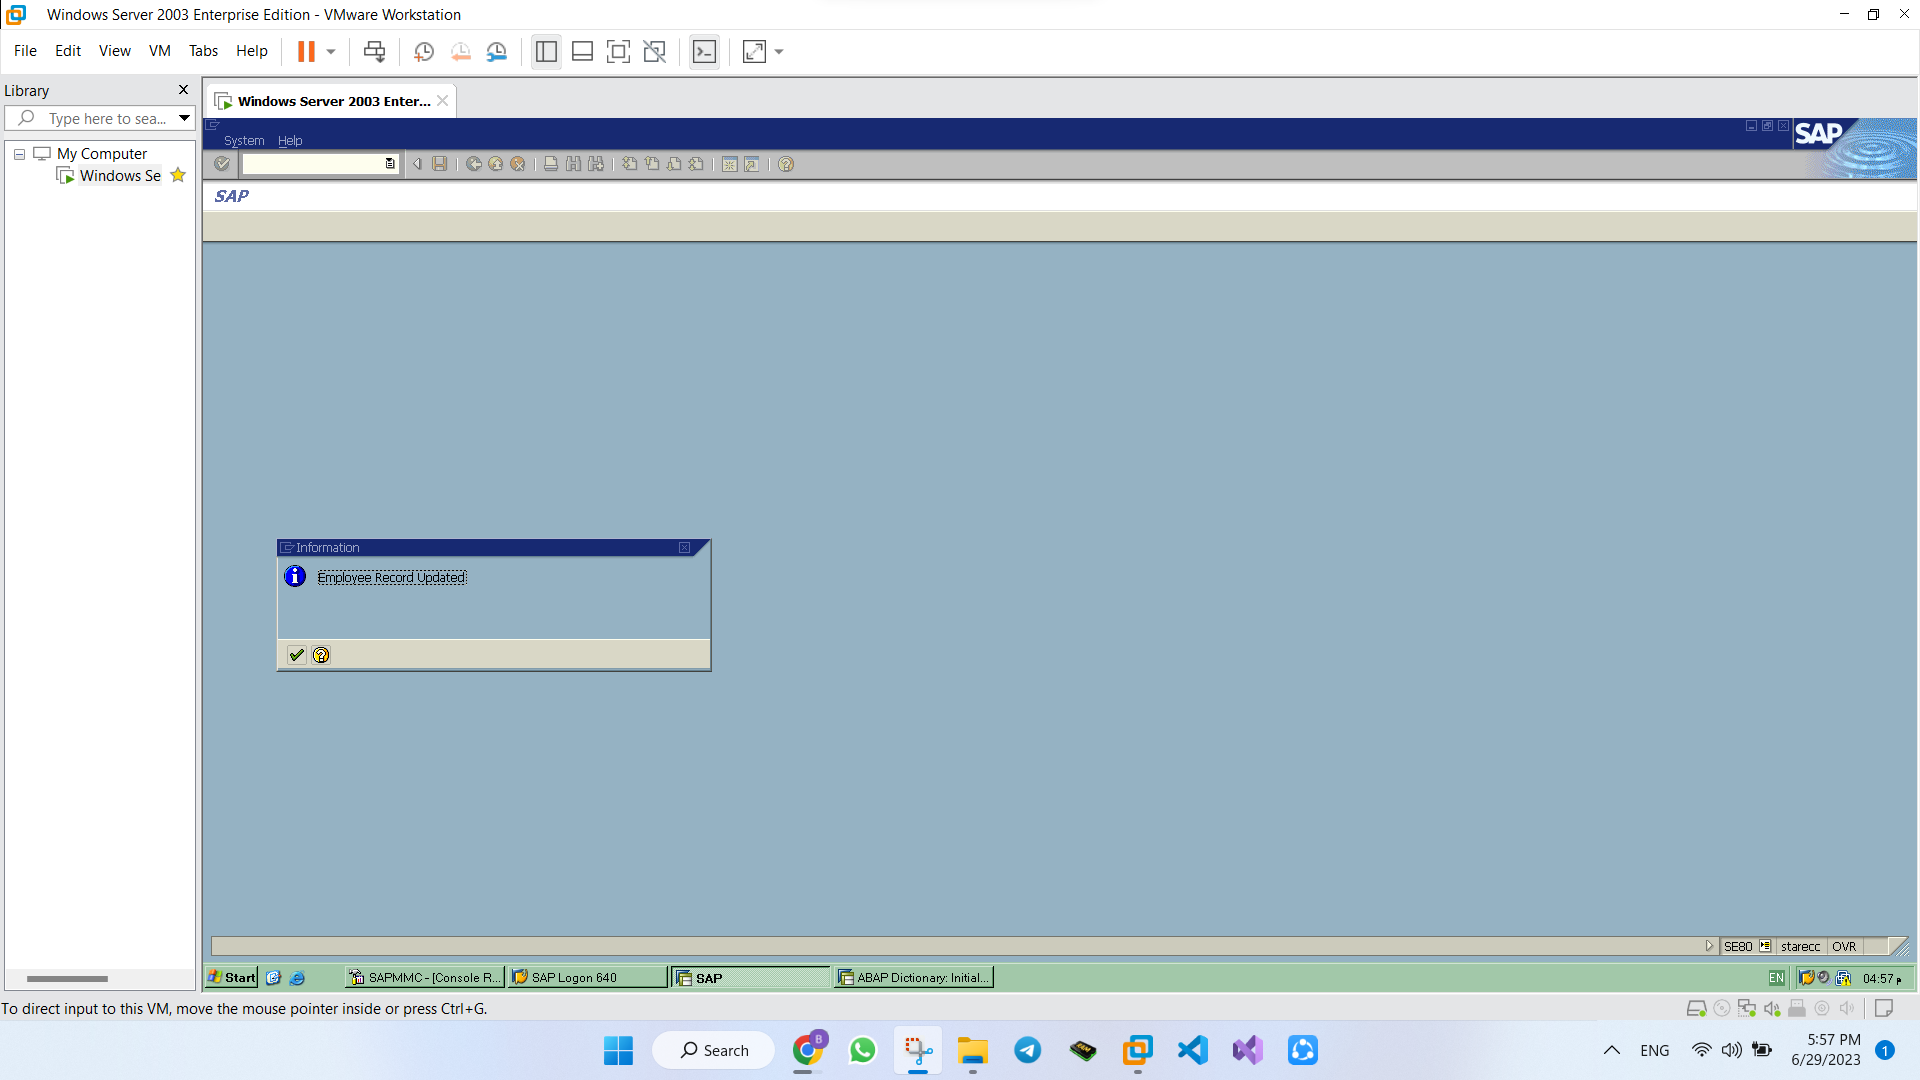 Windows Server 2003 Enterprise Edition - VMware Workstation
File Edit View VM Tabs Help
Library
Windows Server 2003 Enter...
Type here to sea...
System Help
SAP
My Computer
Windows Se
SAP
Information
Employee Record Updated
SE80 starecc OVR
Start SAPMMC - [Console R... SAP Logon 640 SAP ABAP Dictionary: Initial... EN 04:57 م
To direct input to this VM, move the mouse pointer inside or press Ctrl+G.
Search
B
ENG
5:57 PM
6/29/2023
1